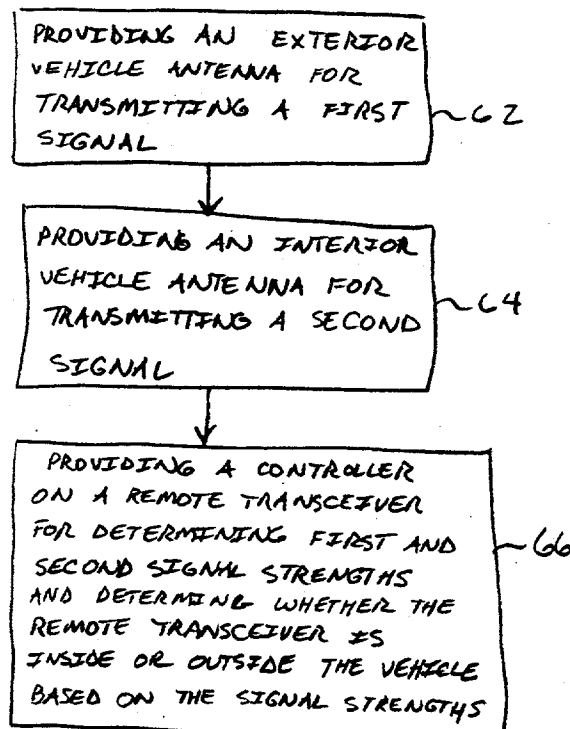 PROVIDING AN EXTERIOR
VEHICLE ANTENNA FOR
TRANSMITTING A FIRST
SIGNAL
62
PROVIDING AN INTERIOR
VEHICLE ANTENNA FOR
TRANSMITTING A SECOND
SIGNAL
64
PROVIDING A CONTROLLER
ON A REMOTE TRANSCEIVER
FOR DETERMINING FIRST AND
SECOND SIGNAL STRENGTHS
AND DETERMINING WHETHER THE
REMOTE TRANSCEIVER IS
INSIDE OR OUTSIDE THE VEHICLE
BASED ON THE SIGNAL STRENGTHS
66